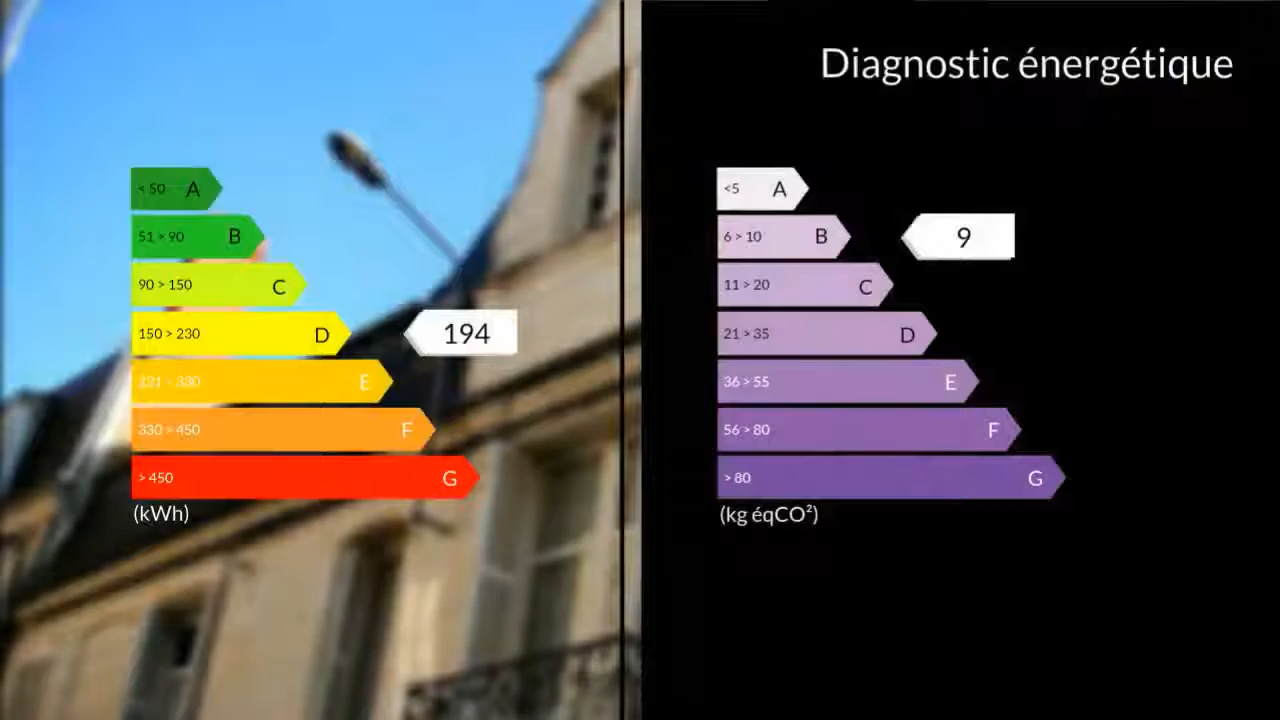 Diagnostic énergétique
< 50 A
51 > 90 B
90 > 150 C
150 > 230 D
194
231 > 330 E
330 > 450 F
> 450 G
(kWh)
<5 A
6 > 10 B
9
11 > 20 C
21 > 35 D
36 > 55 E
56 > 80 F
> 80 G
(kg éqCO²)